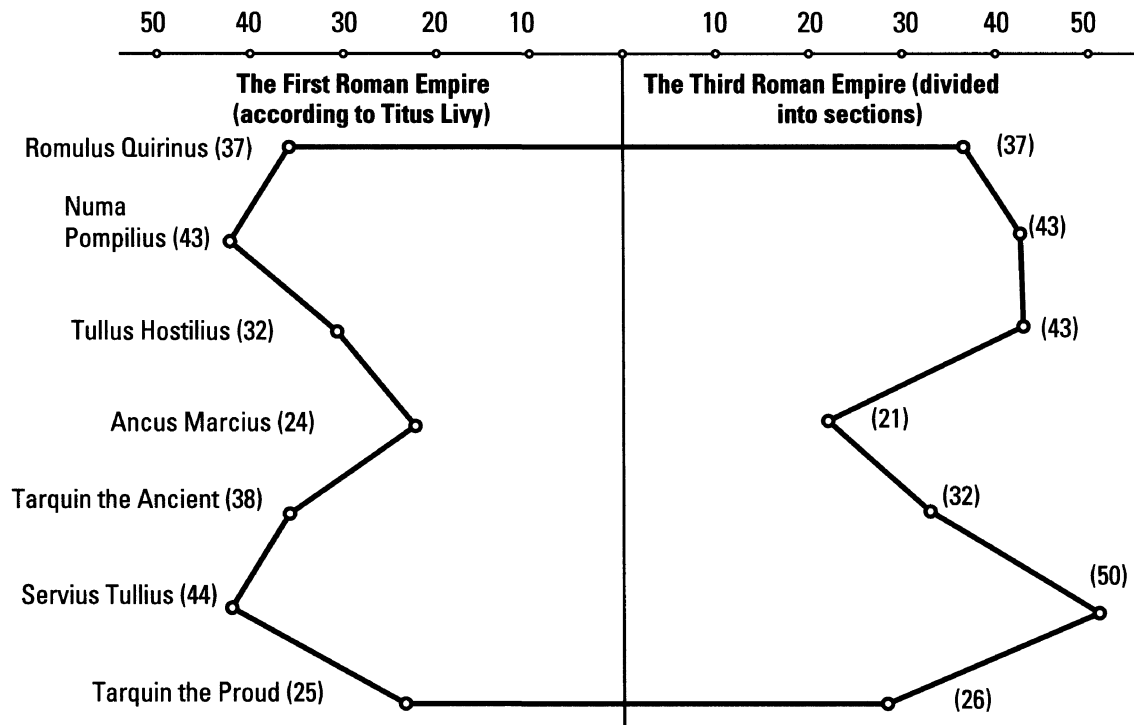 50 40 30 20 10 10 20 30 40 50
The First Roman Empire
(according to Titus Livy)
The Third Roman Empire (divided
into sections)
Romulus Quirinus (37)
(37)
Numa
Pompilius (43)
(43)
Tullus Hostilius (32)
(43)
Ancus Marcius (24)
(21)
Tarquin the Ancient (38)
(32)
Servius Tullius (44)
(50)
Tarquin the Proud (25)
(26)